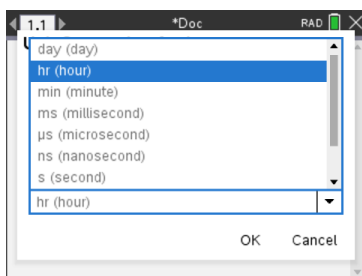 1.1
*Doc
RAD
day (day)
hr (hour)
min (minute)
ms (millisecond)
µs (microsecond)
ns (nanosecond)
s (second)
hr (hour)
OK Cancel